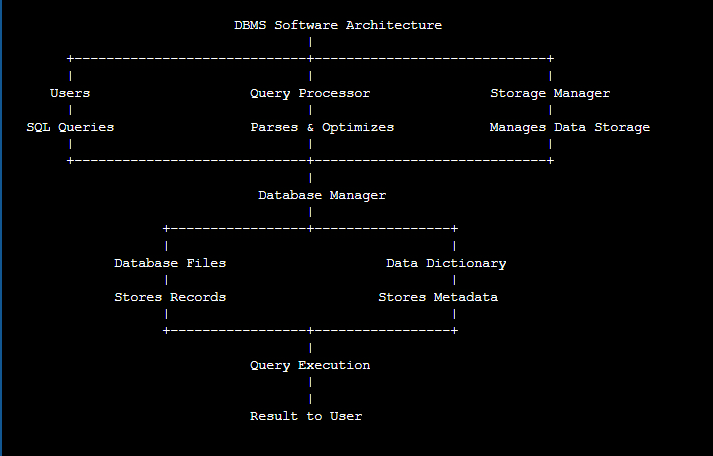 DBMS Software Architecture
Users Query Processor Storage Manager
SQL Queries Parses & Optimizes Manages Data Storage
Database Manager
Database Files Data Dictionary
Stores Records Stores Metadata
Query Execution
Result to User